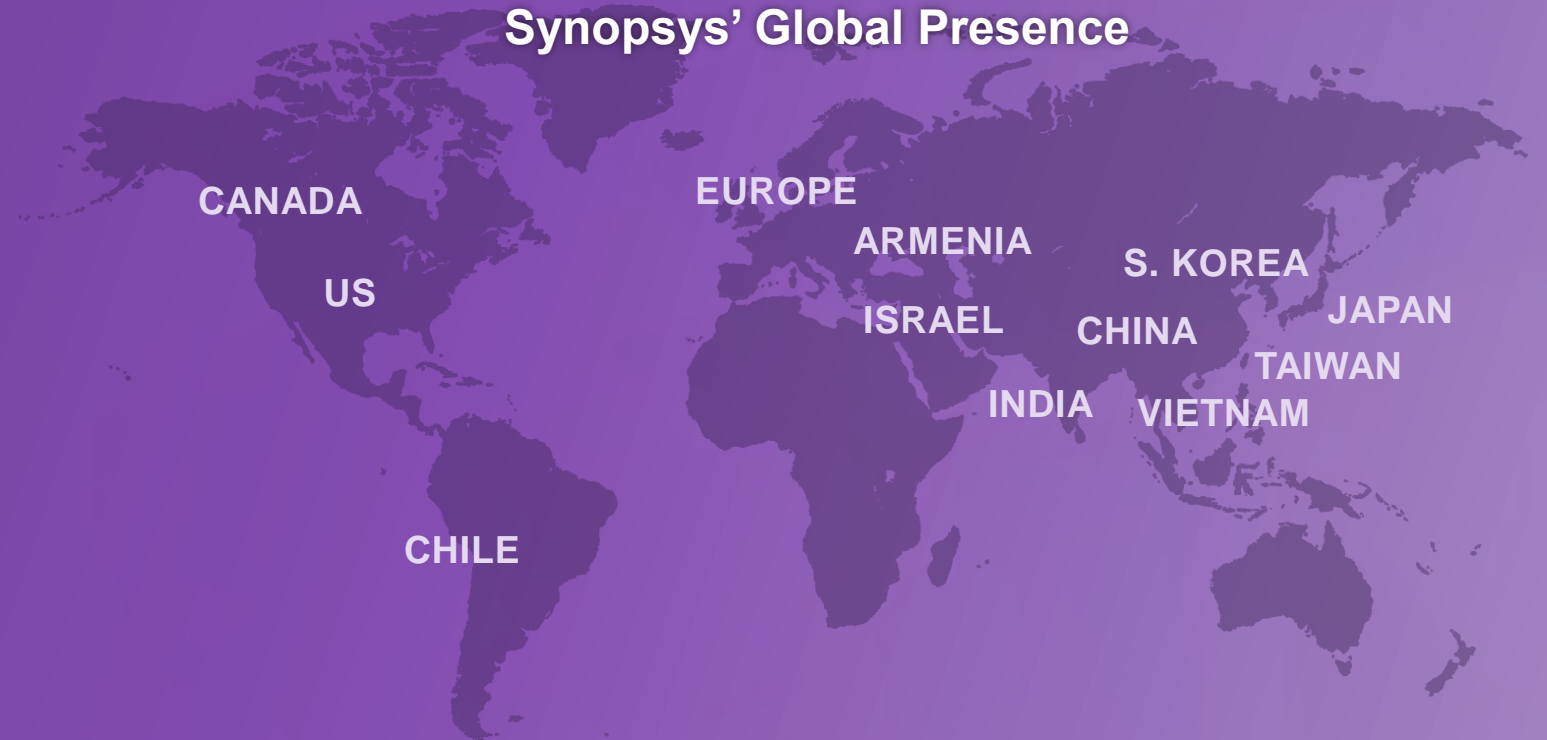 Synopsys’ Global Presence
CANADA
EUROPE
ARMENIA
S. KOREA
US
ISRAEL
CHINA
JAPAN
TAIWAN
INDIA
VIETNAM
CHILE